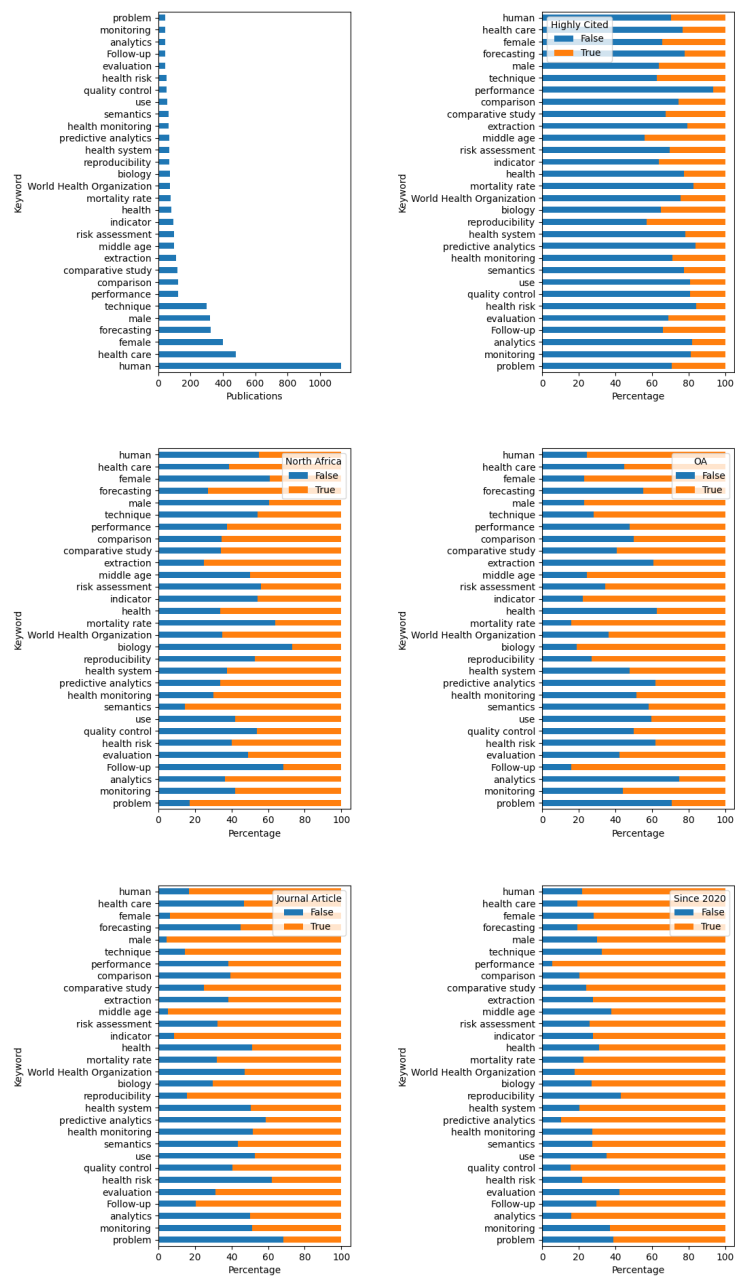 problem
monitoring
analytics
Follow-up
evaluation
health risk
quality control
use
semantics
health monitoring
predictive analytics
health system
reproducibility
biology
World Health Organization
mortality rate
health
indicator
risk assessment
middle age
extraction
comparative study
comparison
performance
technique
male
forecasting
female
health care
human
Keyword
0 200 400 600 800 1000
Publications
human
health care
female
forecasting
male
technique
performance
comparison
comparative study
extraction
middle age
risk assessment
indicator
health
mortality rate
World Health Organization
biology
reproducibility
health system
predictive analytics
health monitoring
semantics
use
quality control
health risk
evaluation
Follow-up
analytics
monitoring
problem
Keyword
Highly Cited
False
True
0 20 40 60 80 100
Percentage
human
health care
female
forecasting
male
technique
performance
comparison
comparative study
extraction
middle age
risk assessment
indicator
health
mortality rate
World Health Organization
biology
reproducibility
health system
predictive analytics
health monitoring
semantics
use
quality control
health risk
evaluation
Follow-up
analytics
monitoring
problem
Keyword
North Africa
False
True
0 20 40 60 80 100
Percentage
human
health care
female
forecasting
male
technique
performance
comparison
comparative study
extraction
middle age
risk assessment
indicator
health
mortality rate
World Health Organization
biology
reproducibility
health system
predictive analytics
health monitoring
semantics
use
quality control
health risk
evaluation
Follow-up
analytics
monitoring
problem
Keyword
OA
False
True
0 20 40 60 80 100
Percentage
human
health care
female
forecasting
male
technique
performance
comparison
comparative study
extraction
middle age
risk assessment
indicator
health
mortality rate
World Health Organization
biology
reproducibility
health system
predictive analytics
health monitoring
semantics
use
quality control
health risk
evaluation
Follow-up
analytics
monitoring
problem
Keyword
Journal Article
False
True
0 20 40 60 80 100
Percentage
human
health care
female
forecasting
male
technique
performance
comparison
comparative study
extraction
middle age
risk assessment
indicator
health
mortality rate
World Health Organization
biology
reproducibility
health system
predictive analytics
health monitoring
semantics
use
quality control
health risk
evaluation
Follow-up
analytics
monitoring
problem
Keyword
Since 2020
False
True
0 20 40 60 80 100
Percentage